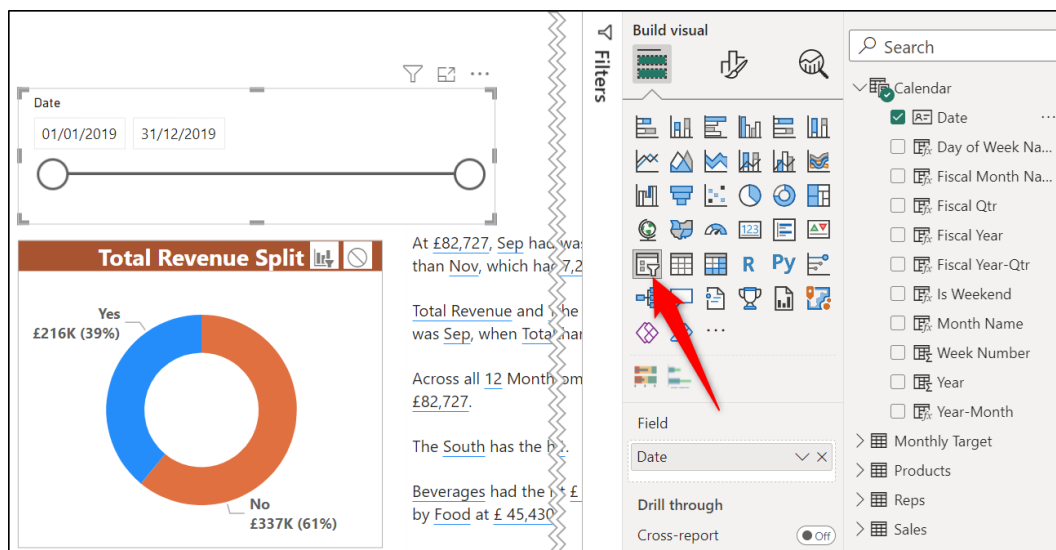 Date
01/01/2019 31/12/2019
Total Revenue Split
Yes
£216K (39%)
No
£337K (61%)
At £82,727, Sep had
than Nov, which had
Total Revenue and
was Sep, when
Across all 12 Month
£82,727.
The South has the
Beverages had the
by Food at £ 45,430
Filters
Build visual
123
R Py
...
Field
Date
Drill through
Cross-report Off
Search
Calendar
Date ...
Day of Week Na...
Fiscal Month Na...
Fiscal Qtr
Fiscal Year
Fiscal Year-Qtr
Is Weekend
Month Name
Week Number
Year
Year-Month
Monthly Target
Products
Reps
Sales